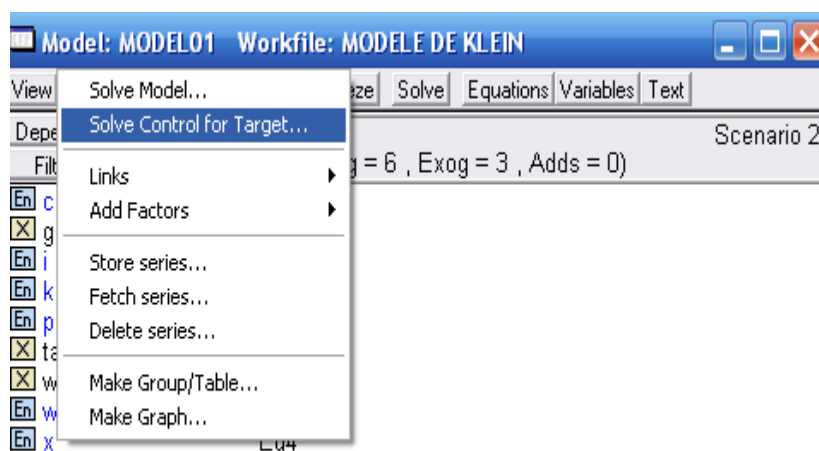 Model: MODEL01 Workfile: MODELE DE KLEIN
View Solve Equations Variables Text
Solve Model...
Solve Control for Target...
Scenario 2
= 6 , Exog = 3 , Adds = 0)
Links
Add Factors
Store series...
Fetch series...
Delete series...
Make Group/Table...
Make Graph...
En c
X g
En i
En k
En p
X ta
X w
En w
En x